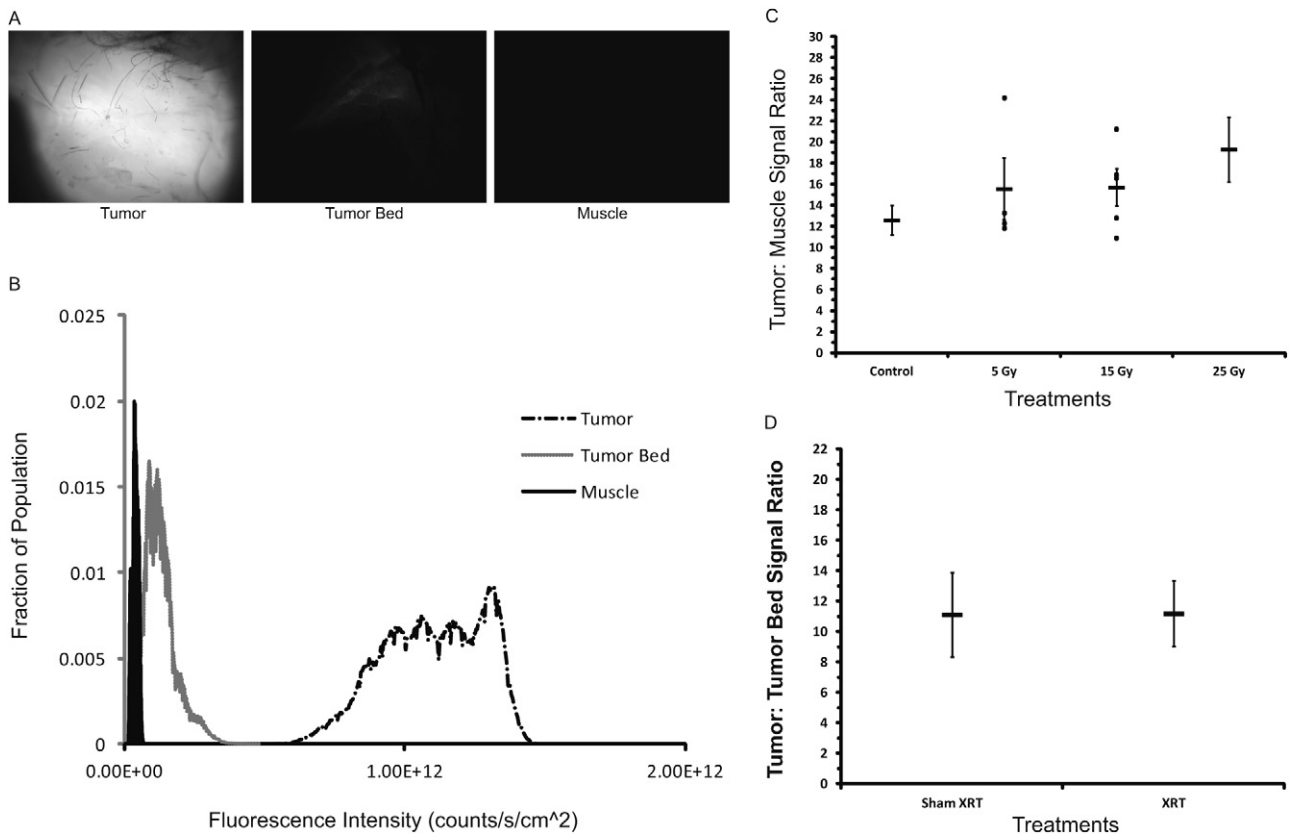 A
Tumor
Tumor Bed
Muscle
B
0.025
0.02
0.015
0.01
0.005
0
Fraction of Population
Tumor
Tumor Bed
Muscle
0.00E+00
1.00E+12
2.00E+12
Fluorescence Intensity (counts/s/cm^2)
C
30
28
26
24
22
20
18
16
14
12
10
8
6
4
2
0
Tumor: Muscle Signal Ratio
Control
5 Gy
15 Gy
25 Gy
Treatments
D
22
20
18
16
14
12
10
8
6
4
2
0
Tumor: Tumor Bed Signal Ratio
Sham XRT
XRT
Treatments